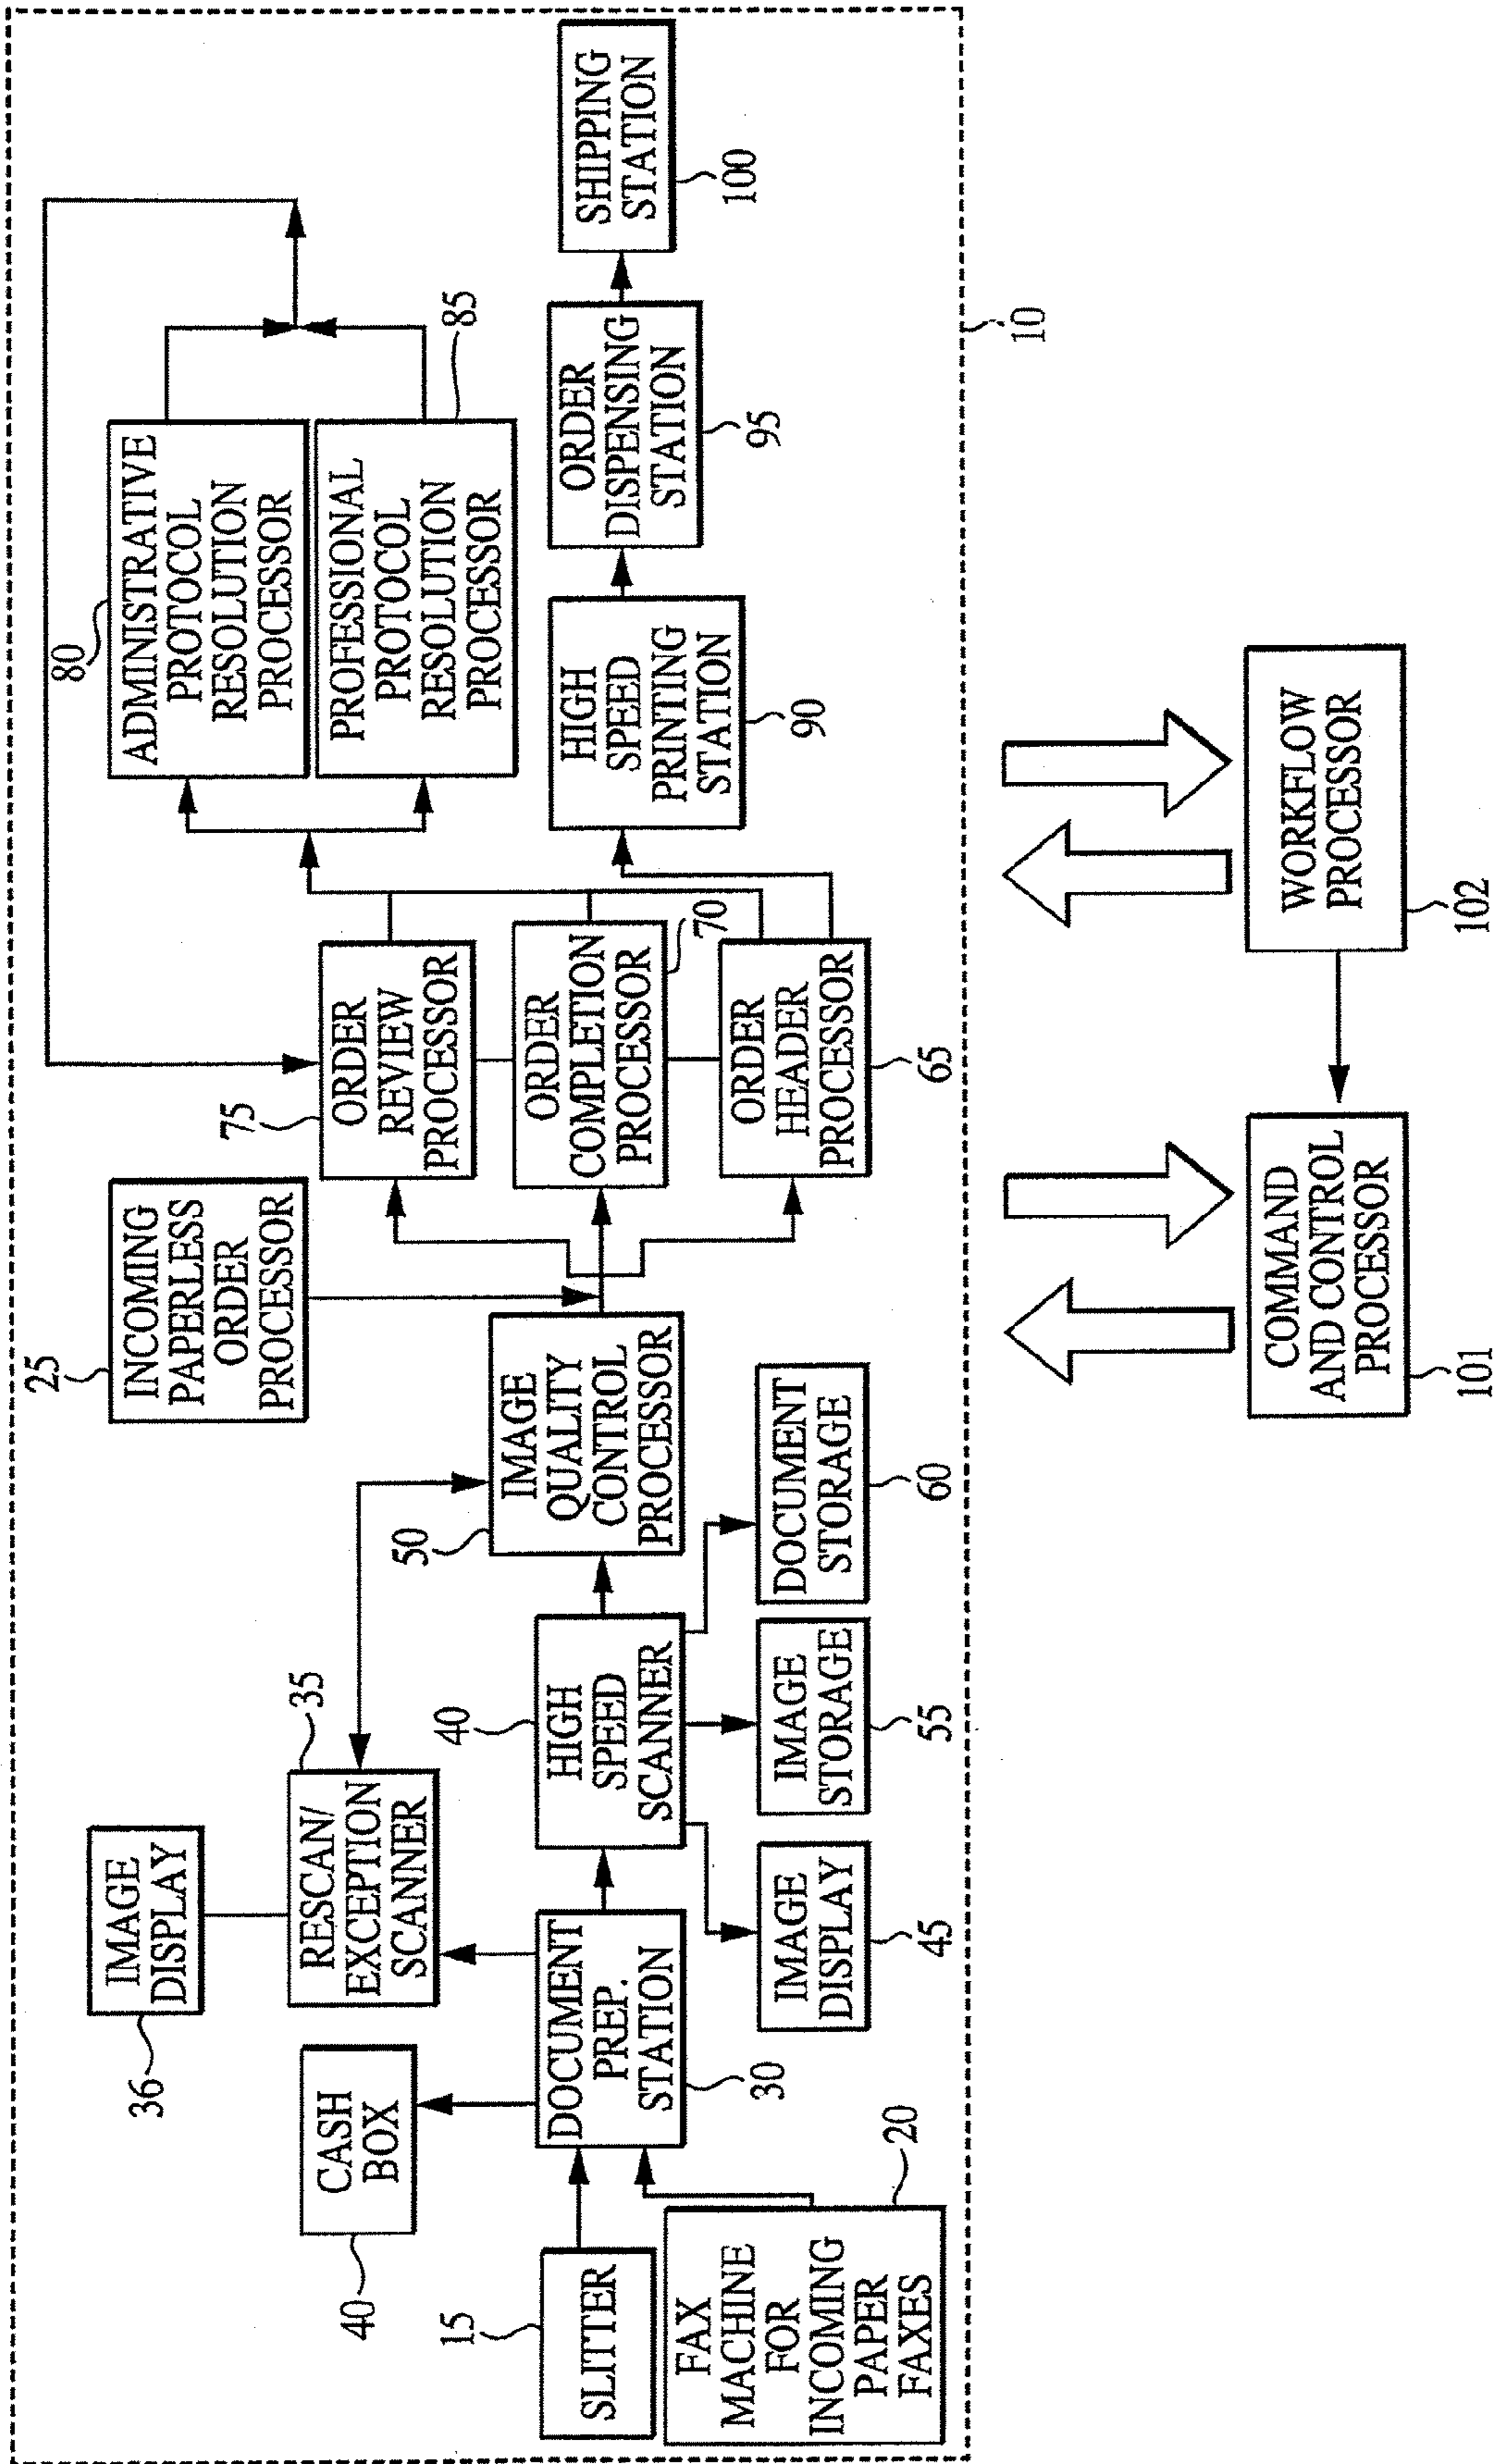 36
IMAGE
DISPLAY
25
INCOMING
PAPERLESS
ORDER
PROCESSOR
80
ADMINISTRATIVE
PROTOCOL
RESOLUTION
PROCESSOR
40
CASH
BOX
35
RESCAN/
EXCEPTION
SCANNER
75
ORDER
REVIEW
PROCESSOR
PROFESSIONAL
PROTOCOL
RESOLUTION
PROCESSOR
85
15
SLITTER
DOCUMENT
PREP.
STATION
30
40
HIGH
SPEED
SCANNER
50
IMAGE
QUALITY
CONTROL
PROCESSOR
ORDER
COMPLETION
PROCESSOR
70
HIGH
SPEED
PRINTING
STATION
90
ORDER
DISPENSING
STATION
95
SHIPPING
STATION
100
20
FAX
MACHINE
FOR
INCOMING
PAPER
FAXES
IMAGE
DISPLAY
45
IMAGE
STORAGE
55
DOCUMENT
STORAGE
60
ORDER
HEADER
PROCESSOR
65
10
COMMAND
AND CONTROL
PROCESSOR
101
WORKFLOW
PROCESSOR
102